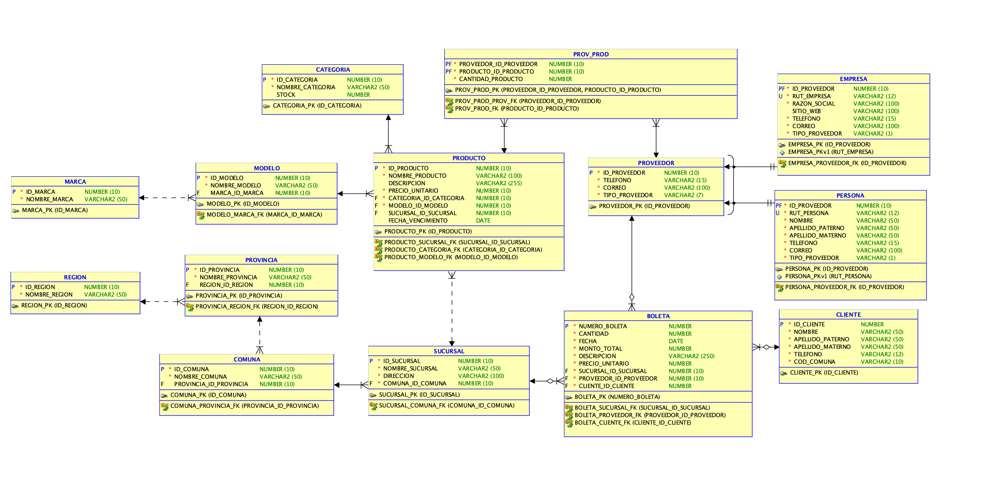 PROV_PROD
PF * PROVEEDOR_ID_PROVEEDOR NUMBER (10)
PF * PRODUCTO_ID_PRODUCTO NUMBER (10)
* CANTIDAD_PRODUCTO NUMBER
PROV_PROD_PK (PROVEEDOR_ID_PROVEEDOR, PRODUCTO_ID_PRODUCTO)
PROV_PROD_PROV_FK (PROVEEDOR_ID_PROVEEDOR)
PROV_PROD_FK (PRODUCTO_ID_PRODUCTO)
CATEGORIA
P * ID_CATEGORIA NUMBER (10)
* NOMBRE_CATEGORIA VARCHAR2 (50)
STOCK NUMBER
CATEGORIA_PK (ID_CATEGORIA)
EMPRESA
PF * ID_PROVEEDOR NUMBER (10)
U * RUT_EMPRESA VARCHAR2 (12)
* RAZON_SOCIAL VARCHAR2 (100)
SITIO_WEB VARCHAR2 (100)
* TELEFONO VARCHAR2 (15)
* CORREO VARCHAR2 (100)
* TIPO_PROVEEDOR VARCHAR2 (1)
EMPRESA_PK (ID_PROVEEDOR)
EMPRESA_PKv1 (RUT_EMPRESA)
EMPRESA_PROVEEDOR_FK (ID_PROVEEDOR)
MARCA
P * ID_MARCA NUMBER (10)
* NOMBRE_MARCA VARCHAR2 (50)
MARCA_PK (ID_MARCA)
MODELO
P * ID_MODELO NUMBER (10)
* NOMBRE_MODELO VARCHAR2 (50)
F MARCA_ID_MARCA NUMBER (10)
MODELO_PK (ID_MODELO)
MODELO_MARCA_FK (MARCA_ID_MARCA)
PRODUCTO
P * ID_PRODUCTO NUMBER (10)
* NOMBRE_PRODUCTO VARCHAR2 (100)
DESCRIPCION VARCHAR2 (255)
* PRECIO_UNITARIO NUMBER (10)
F * CATEGORIA_ID_CATEGORIA NUMBER (10)
F * MODELO_ID_MODELO NUMBER (10)
F SUCURSAL_ID_SUCURSAL NUMBER (10)
FECHA_VENCIMIENTO DATE
PRODUCTO_PK (ID_PRODUCTO)
PRODUCTO_SUCURSAL_FK (SUCURSAL_ID_SUCURSAL)
PRODUCTO_CATEGORIA_FK (CATEGORIA_ID_CATEGORIA)
PRODUCTO_MODELO_FK (MODELO_ID_MODELO)
PROVEEDOR
P * ID_PROVEEDOR NUMBER (10)
* TELEFONO VARCHAR2 (15)
* CORREO VARCHAR2 (100)
* TIPO_PROVEEDOR VARCHAR2 (7)
PROVEEDOR_PK (ID_PROVEEDOR)
PERSONA
PF * ID_PROVEEDOR NUMBER (10)
U * RUT_PERSONA VARCHAR2 (12)
* NOMBRE VARCHAR2 (50)
* APELLIDO_PATERNO VARCHAR2 (50)
* APELLIDO_MATERNO VARCHAR2 (50)
* TELEFONO VARCHAR2 (15)
* CORREO VARCHAR2 (100)
* TIPO_PROVEEDOR VARCHAR2 (1)
PERSONA_PK (ID_PROVEEDOR)
PERSONA_PKv1 (RUT_PERSONA)
PERSONA_PROVEEDOR_FK (ID_PROVEEDOR)
REGION
P * ID_REGION NUMBER (10)
* NOMBRE_REGION VARCHAR2 (50)
REGION_PK (ID_REGION)
PROVINCIA
P * ID_PROVINCIA NUMBER (10)
* NOMBRE_PROVINCIA VARCHAR2 (50)
F REGION_ID_REGION NUMBER (10)
PROVINCIA_PK (ID_PROVINCIA)
PROVINCIA_REGION_FK (REGION_ID_REGION)
COMUNA
P * ID_COMUNA NUMBER (10)
* NOMBRE_COMUNA VARCHAR2 (50)
F PROVINCIA_ID_PROVINCIA NUMBER (10)
COMUNA_PK (ID_COMUNA)
COMUNA_PROVINCIA_FK (PROVINCIA_ID_PROVINCIA)
SUCURSAL
P * ID_SUCURSAL NUMBER (10)
* NOMBRE_SUCURSAL VARCHAR2 (50)
* DIRECCION VARCHAR2 (100)
F * COMUNA_ID_COMUNA NUMBER (10)
SUCURSAL_PK (ID_SUCURSAL)
SUCURSAL_COMUNA_FK (COMUNA_ID_COMUNA)
BOLETA
P * NUMERO_BOLETA NUMBER
* CANTIDAD NUMBER
* FECHA DATE
* MONTO_TOTAL NUMBER
* DESCRIPCION VARCHAR2 (250)
* PRECIO_UNITARIO NUMBER
F * SUCURSAL_ID_SUCURSAL NUMBER (10)
F * PROVEEDOR_ID_PROVEEDOR NUMBER (10)
F * CLIENTE_ID_CLIENTE NUMBER
BOLETA_PK (NUMERO_BOLETA)
BOLETA_SUCURSAL_FK (SUCURSAL_ID_SUCURSAL)
BOLETA_PROVEEDOR_FK (PROVEEDOR_ID_PROVEEDOR)
BOLETA_CLIENTE_FK (CLIENTE_ID_CLIENTE)
CLIENTE
P * ID_CLIENTE NUMBER
* NOMBRE VARCHAR2 (50)
* APELLIDO_PATERNO VARCHAR2 (50)
* APELLIDO_MATERNO VARCHAR2 (50)
* TELEFONO VARCHAR2 (12)
* COD_COMUNA VARCHAR2 (10)
CLIENTE_PK (ID_CLIENTE)